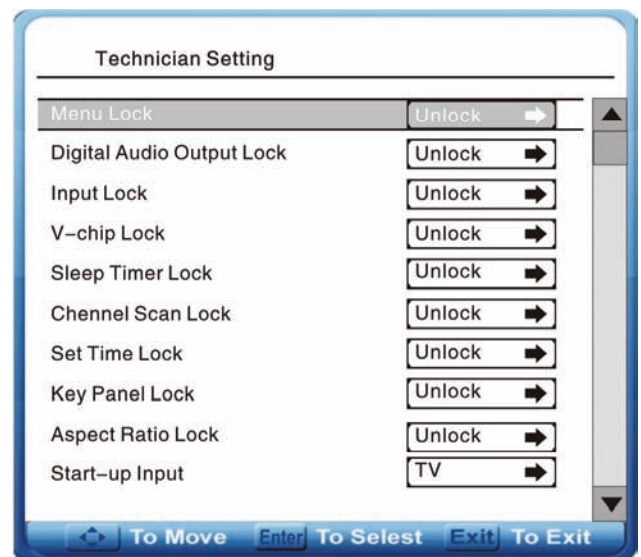 Technician Setting
Menu Lock Unlock
Digital Audio Output Lock Unlock
Input Lock Unlock
V-chip Lock Unlock
Sleep Timer Lock Unlock
Chennel Scan Lock Unlock
Set Time Lock Unlock
Key Panel Lock Unlock
Aspect Ratio Lock Unlock
Start-up Input TV
To Move Enter To Selest Exit To Exit